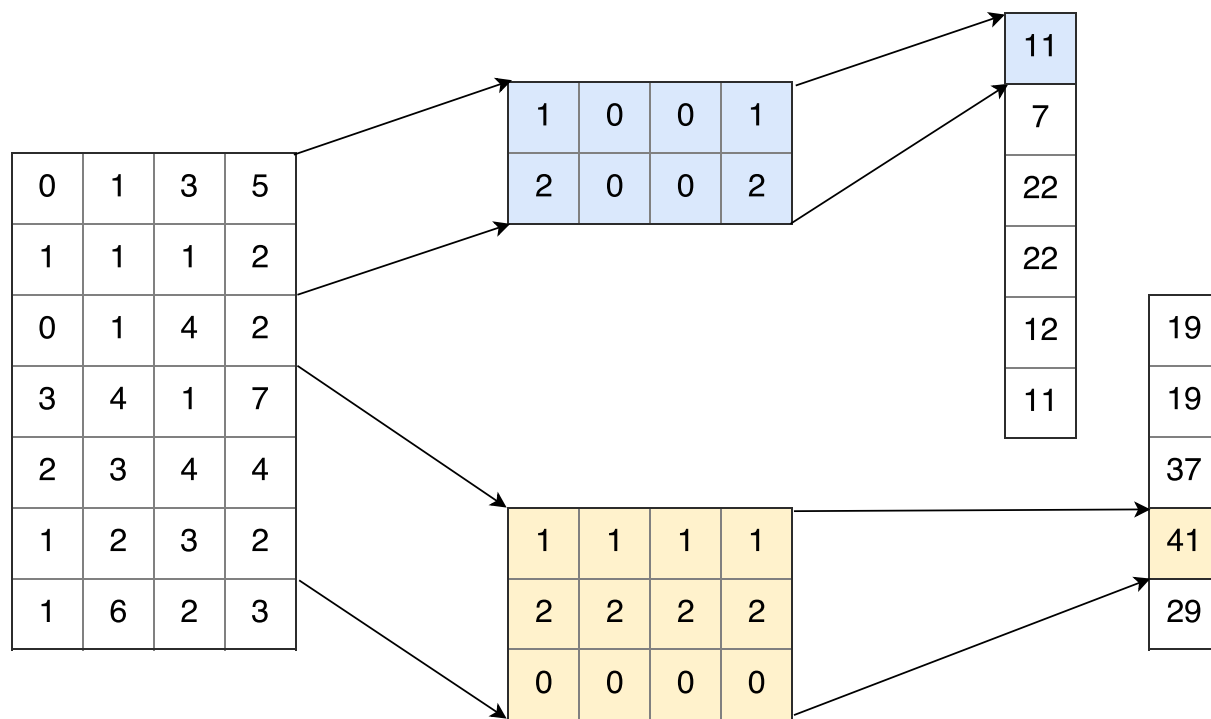 0 1 3 5
1 1 1 2
0 1 4 2
3 4 1 7
2 3 4 4
1 2 3 2
1 6 2 3
1 0 0 1
2 0 0 2
1 1 1 1
2 2 2 2
0 0 0 0
11
7
22
22
12
11
19
19
37
41
29